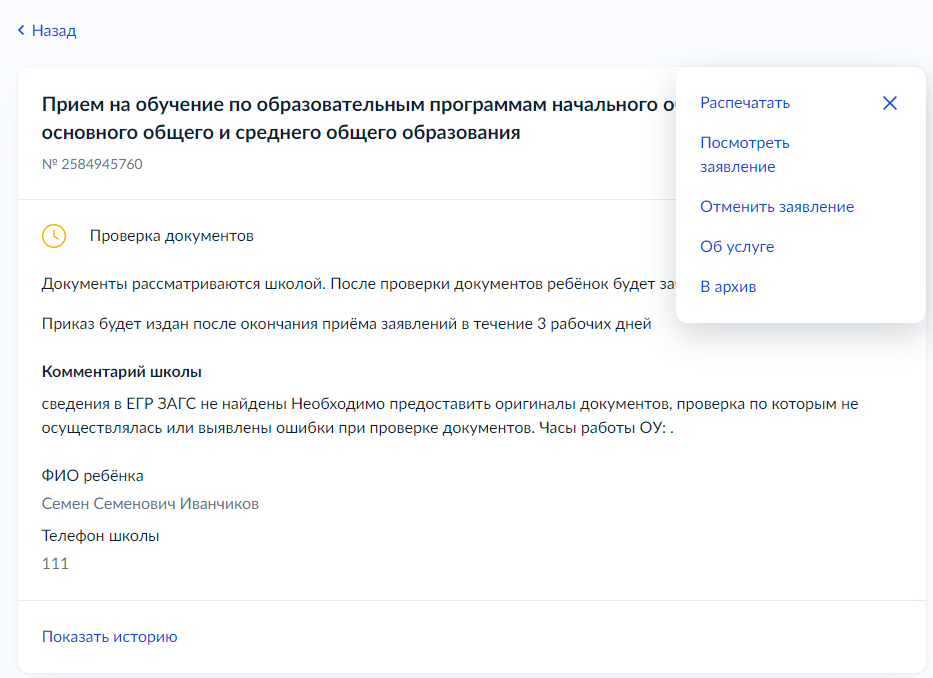 Назад
Прием на обучение по образовательным программам начального
основного общего и среднего общего образования
№ 2584945760
Распечатать
Посмотреть
заявление
Отменить заявление
Об услуге
В архив
Проверка документов
Документы рассматриваются школой. После проверки документов ребёнок будет
Приказ будет издан после окончания приёма заявлений в течение 3 рабочих дней
Комментарий школы
сведения в ЕГР ЗАГС не найдены Необходимо предоставить оригиналы документов, проверка по которым не
осуществлялась или выявлены ошибки при проверке документов. Часы работы ОУ: .
ФИО ребёнка
Семен Семенович Иванчиков
Телефон школы
111
Показать историю